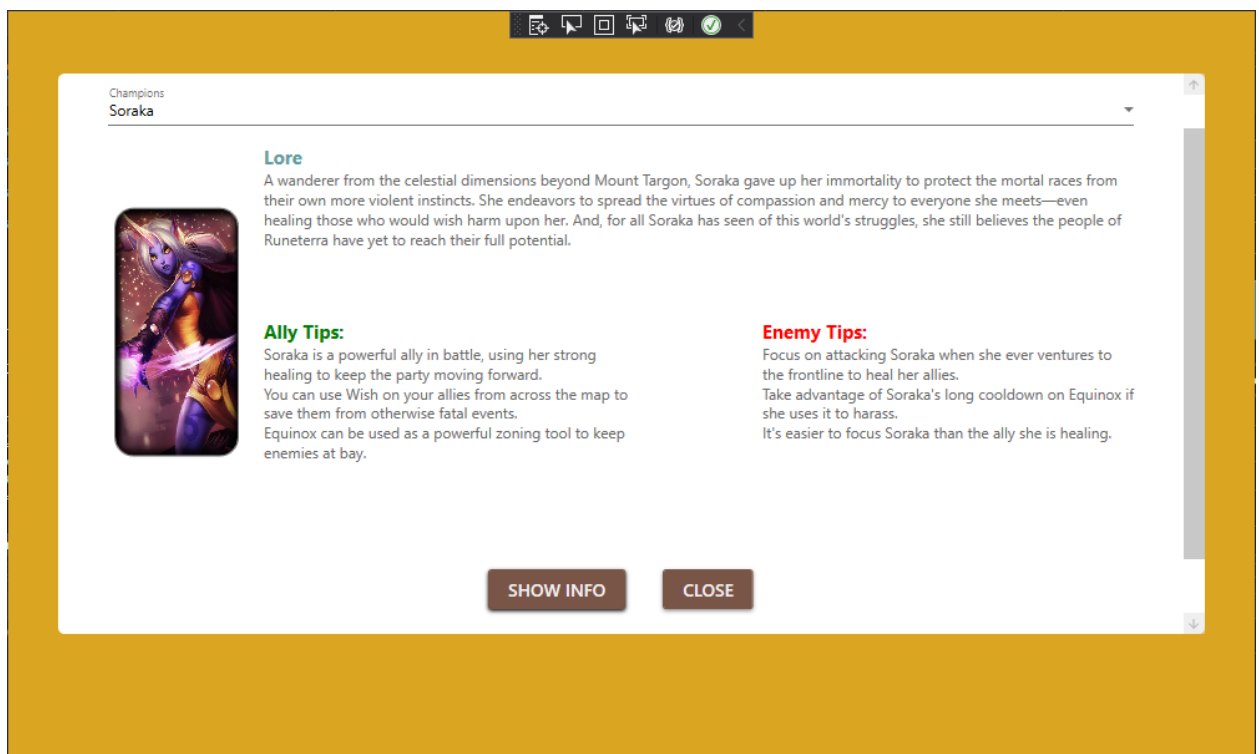 Champions
Soraka
Lore
A wanderer from the celestial dimensions beyond Mount Targon, Soraka gave up her immortality to protect the mortal races from
their own more violent instincts. She endeavors to spread the virtues of compassion and mercy to everyone she meets—even
healing those who would wish harm upon her. And, for all Soraka has seen of this world's struggles, she still believes the people of
Runeterra have yet to reach their full potential.
Ally Tips:
Soraka is a powerful ally in battle, using her strong
healing to keep the party moving forward.
You can use Wish on your allies from across the map to
save them from otherwise fatal events.
Equinox can be used as a powerful zoning tool to keep
enemies at bay.
Enemy Tips:
Focus on attacking Soraka when she ever ventures to
the frontline to heal her allies.
Take advantage of Soraka's long cooldown on Equinox if
she uses it to harass.
It's easier to focus Soraka than the ally she is healing.
SHOW INFO
CLOSE